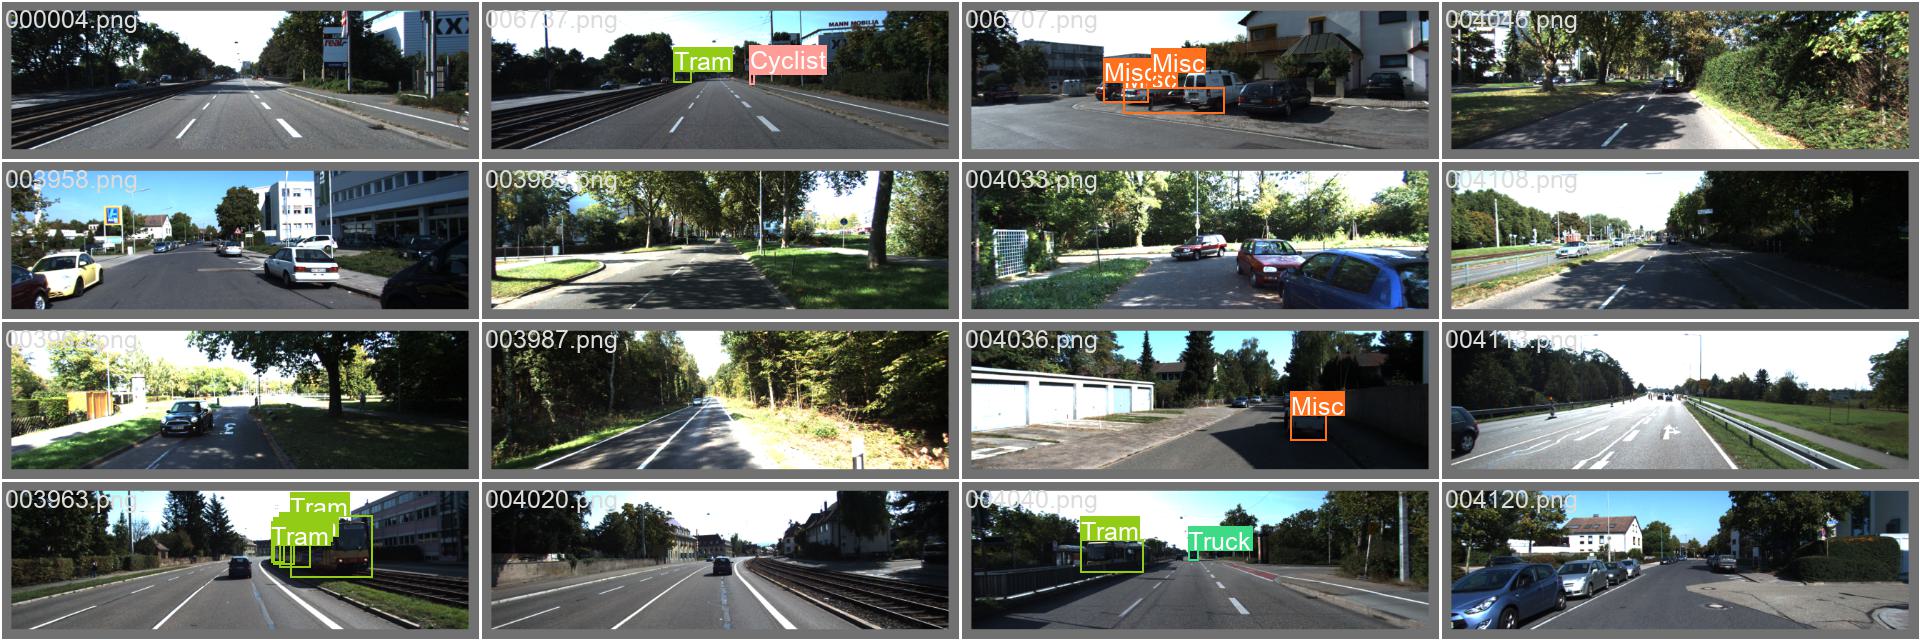 000004.png
real,-
XXX
006737.png
MANN MOBILIA
Tram
Cyclist
006707.png
Misc
Misc
004046.png
003958.png
004033.png
004108.png
003987.png
004036.png
Misc
004113.png
003963.png
Tram
Tram
004020.png
004040.png
Tram
Truck
004120.png